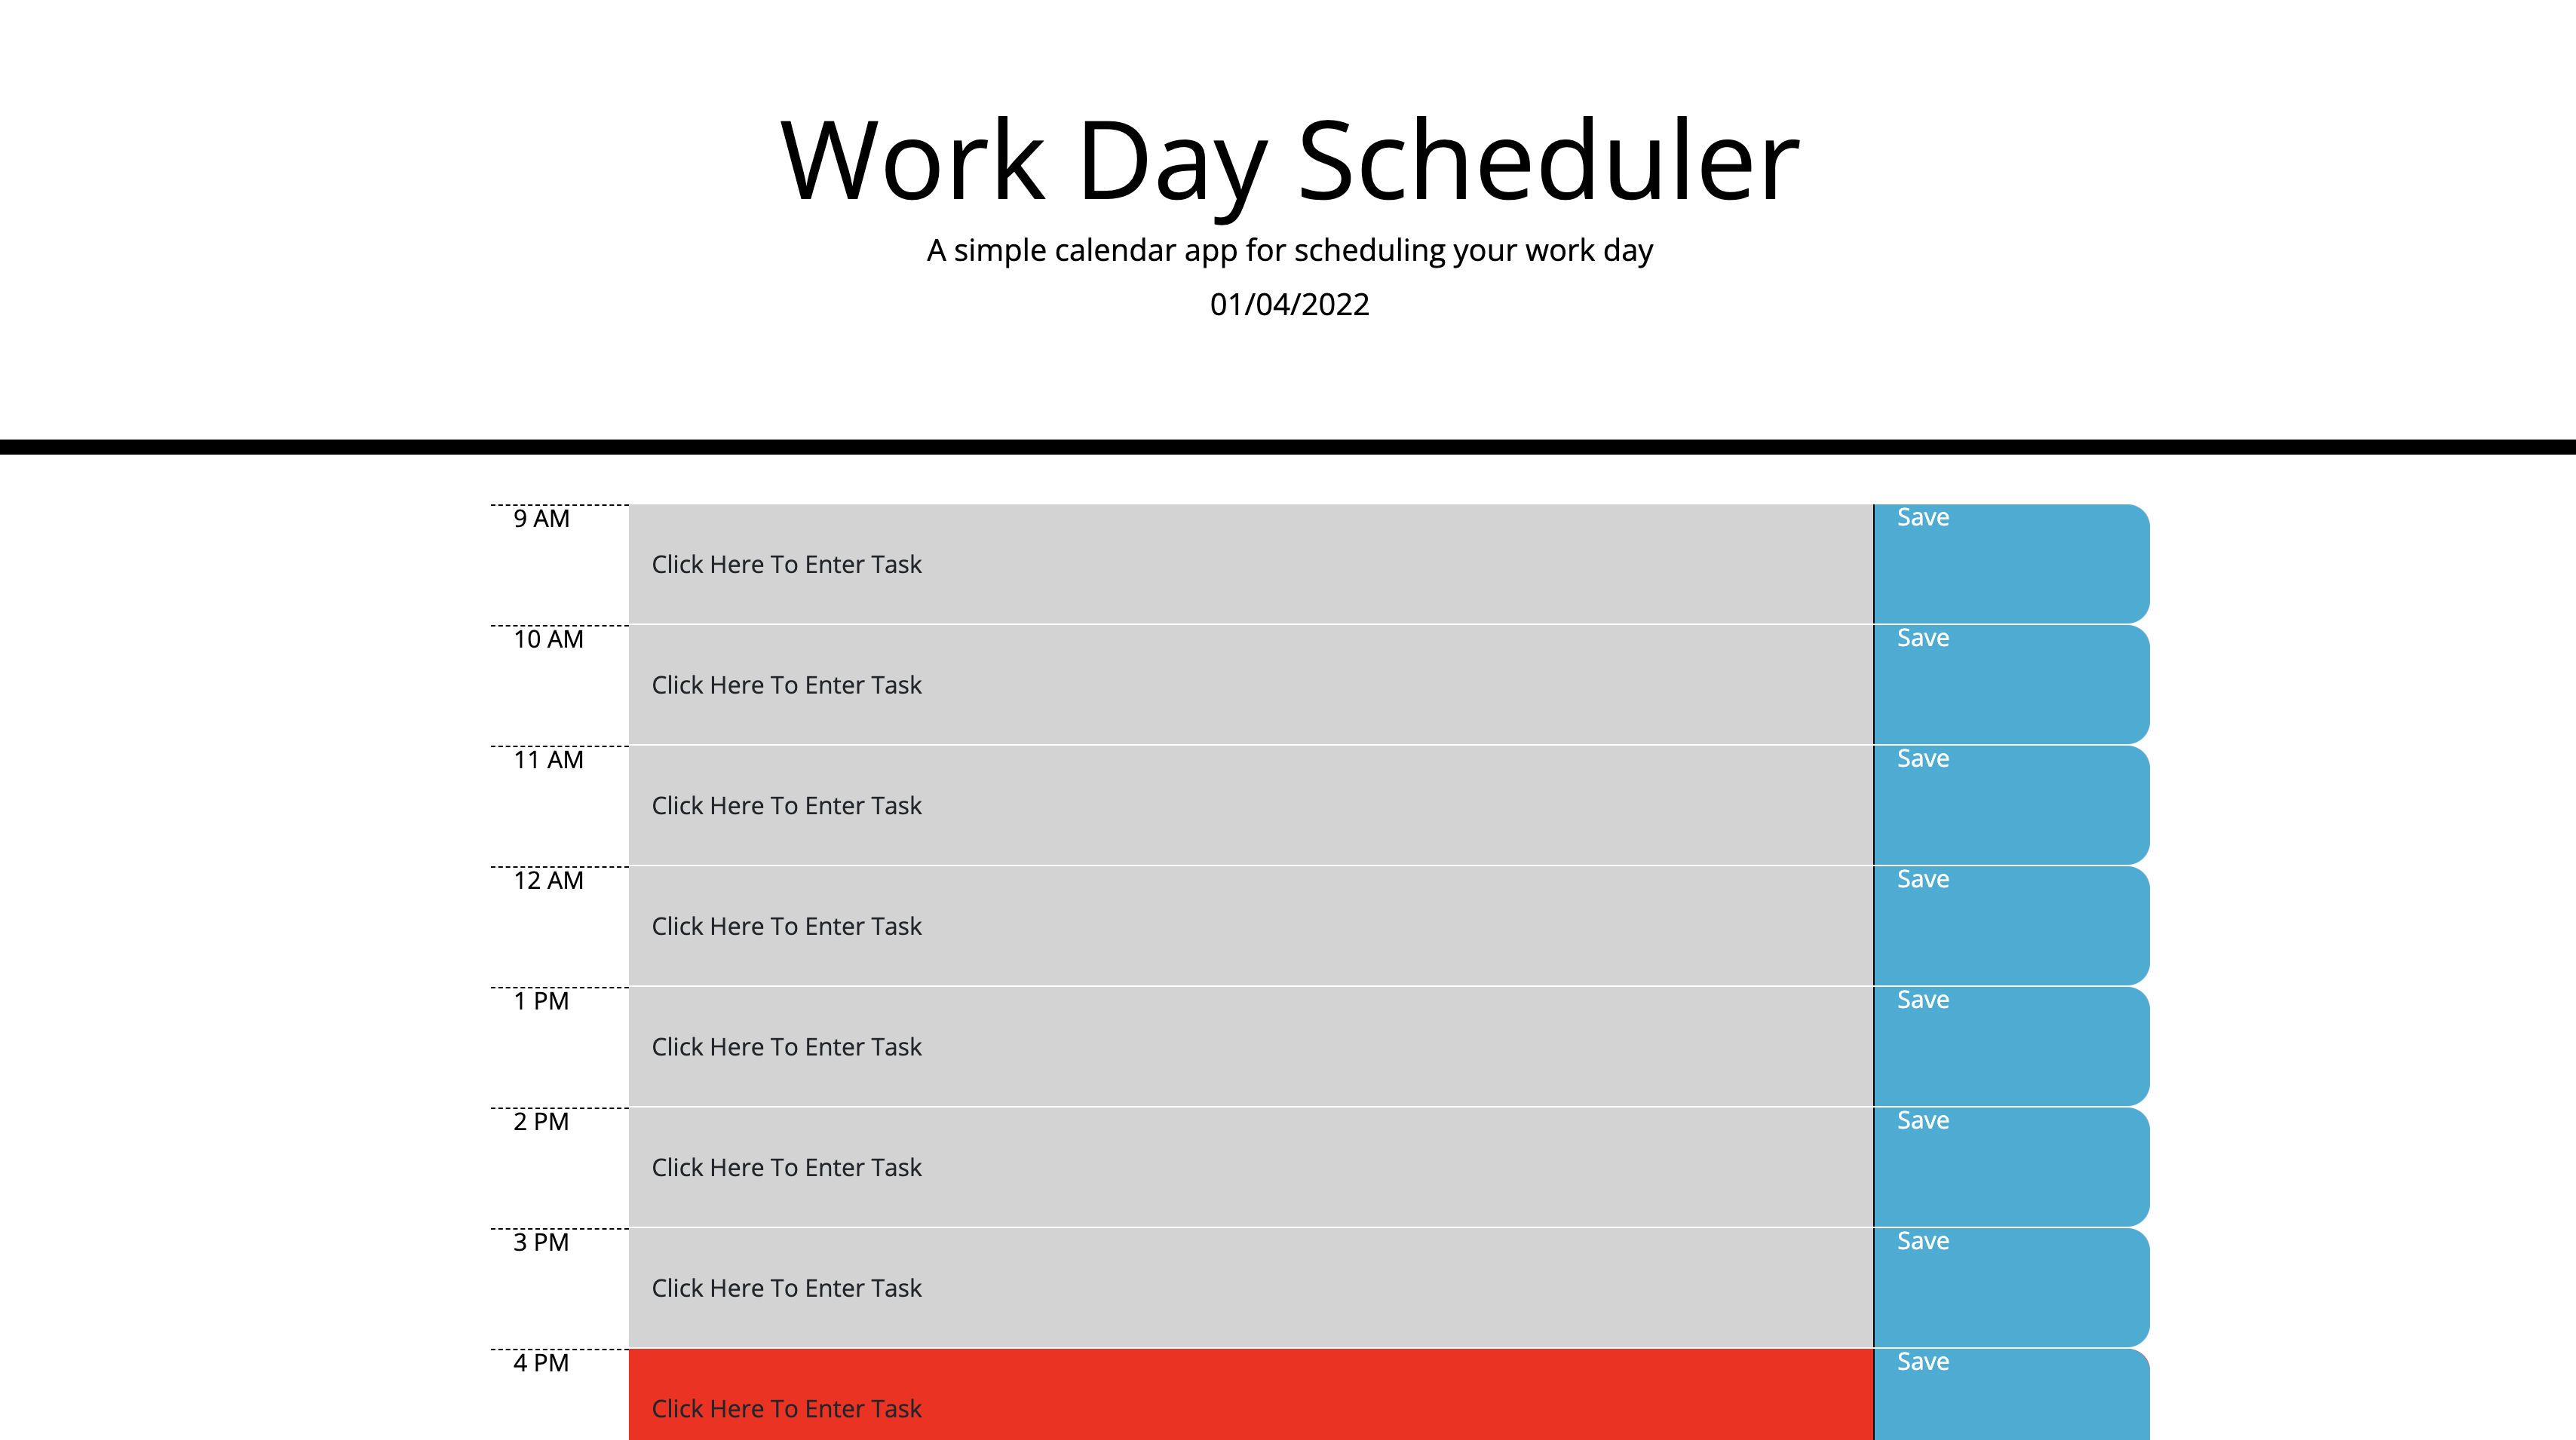 Work Day Scheduler
A simple calendar app for scheduling your work day
01/04/2022
9 AM
Click Here To Enter Task
Save
10 AM
Click Here To Enter Task
Save
11 AM
Click Here To Enter Task
Save
12 AM
Click Here To Enter Task
Save
1 PM
Click Here To Enter Task
Save
2 PM
Click Here To Enter Task
Save
3 PM
Click Here To Enter Task
Save
4 PM
Click Here To Enter Task
Save